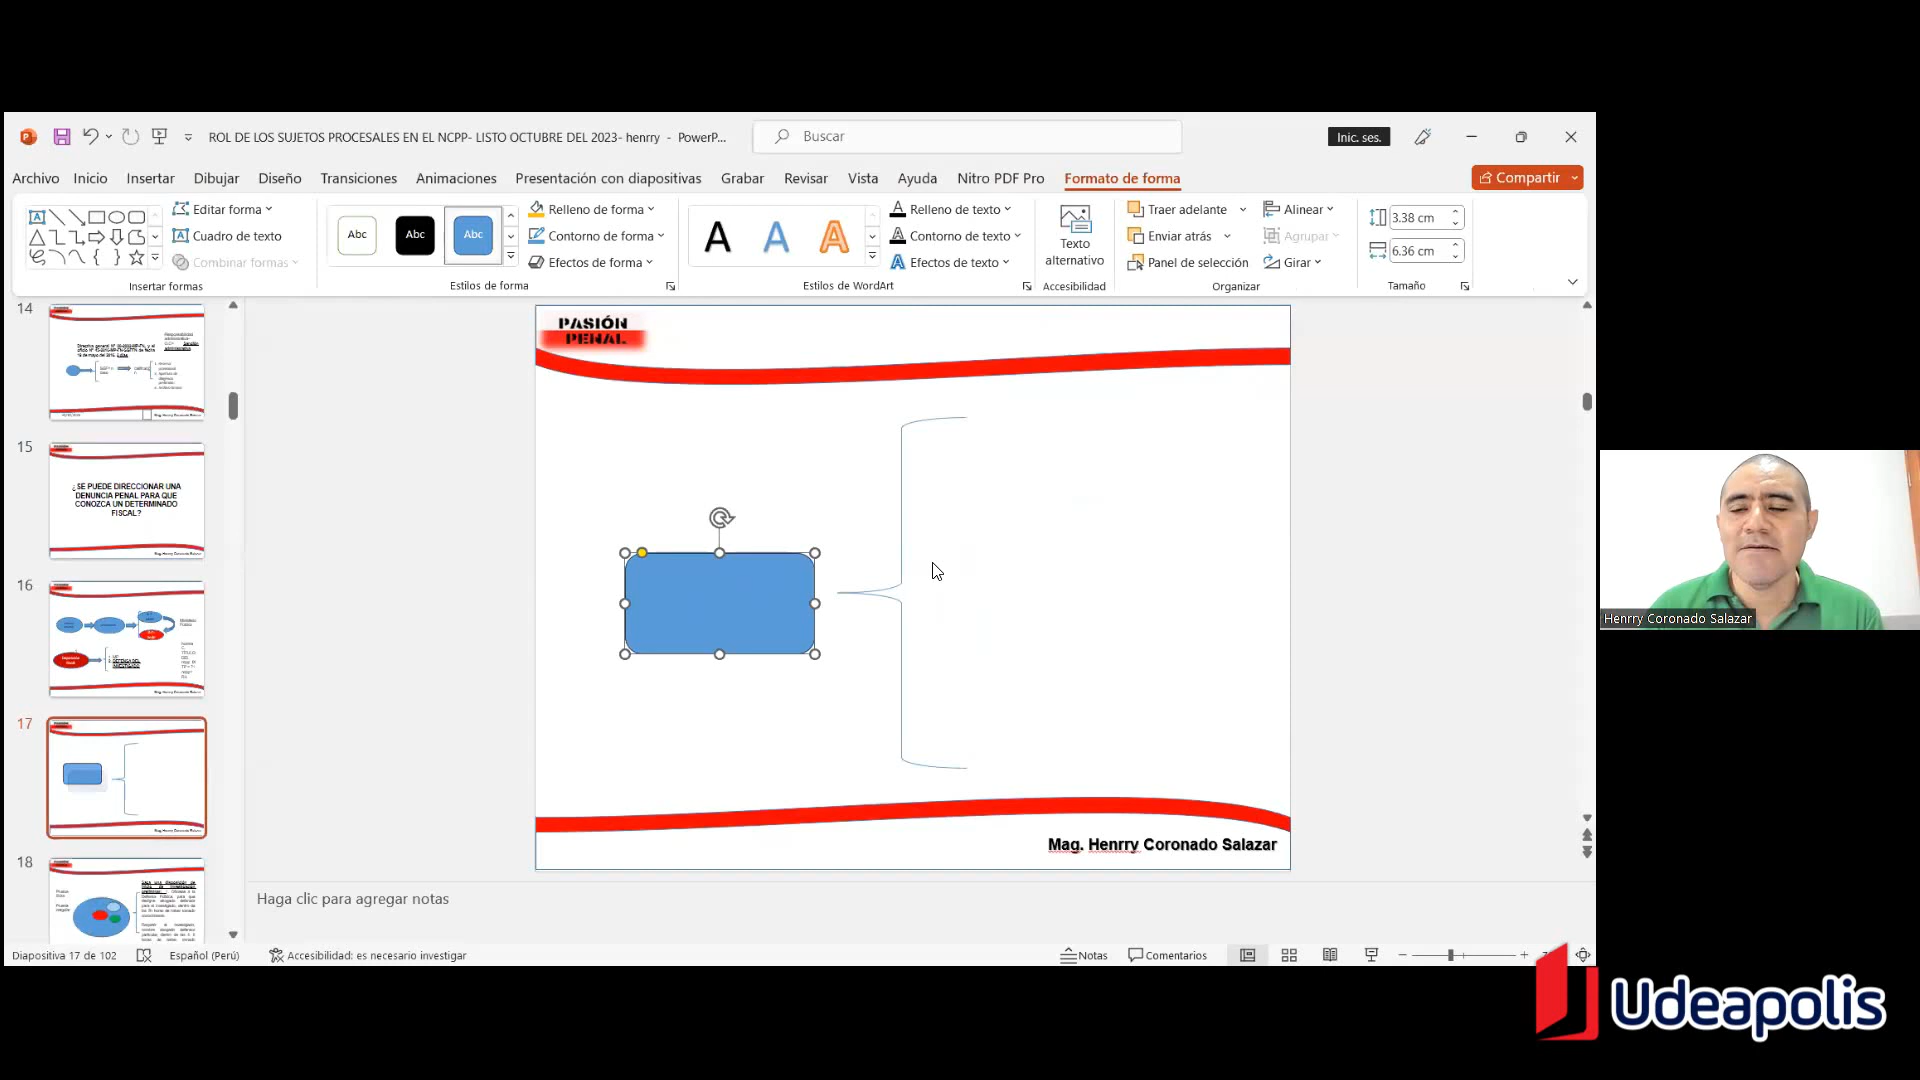 ROL DE LOS SUJETOS PROCESALES EN EL NCPP- LISTO OCTUBRE DEL 2023- henrry - PowerP...
Buscar
Inic. ses.
Archivo Inicio Insertar Dibujar Diseño Transiciones Animaciones Presentación con diapositivas Grabar Revisar Vista Ayuda Nitro PDF Pro Formato de forma
Compartir
Editar forma
Cuadro de texto
Combinar formas
Insertar formas
Abc Abc Abc
Relleno de forma
Contorno de forma
Efectos de forma
Estilos de forma
A A A
Relleno de texto
Contorno de texto
Efectos de texto
Estilos de WordArt
Texto alternativo
Accesibilidad
Traer adelante
Enviar atrás
Panel de selección
Alinear
Agrupar
Girar
Organizar
3.38 cm
6.36 cm
Tamaño
14
15
¿SE PUEDE DIRECCIONAR UNA
DENUNCIA PENAL PARA QUE
CONOZCA UN DETERMINADO
FISCAL?
16
17
18
PASIÓN
PENAL
Mag. Henrry Coronado Salazar
Haga clic para agregar notas
Diapositiva 17 de 102
Español (Perú)
Accesibilidad: es necesario investigar
Notas
Comentarios
Henrry Coronado Salazar
Udeapolis